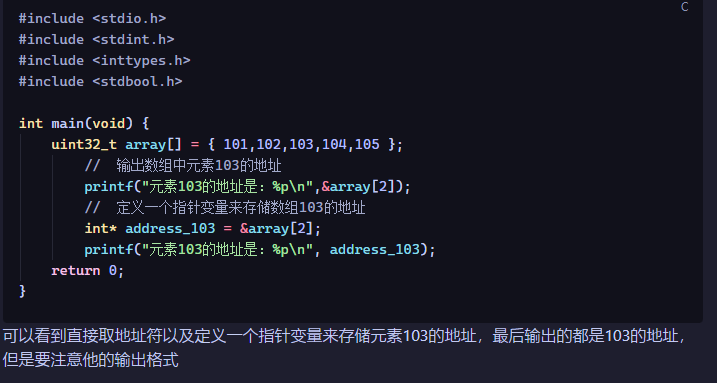 C
#include <stdio.h>
#include <stdint.h>
#include <inttypes.h>
#include <stdbool.h>
int main(void) {
    uint32_t array[] = { 101,102,103,104,105 };
        // 输出数组中元素103的地址
        printf("元素103的地址是：%p\n",&array[2]);
        // 定义一个指针变量来存储数组103的地址
        int* address_103 = &array[2];
        printf("元素103的地址是：%p\n", address_103);
    return 0;
}
可以看到直接取地址符以及定义一个指针变量来存储元素103的地址，最后输出的都是103的地址，
但是要注意他的输出格式